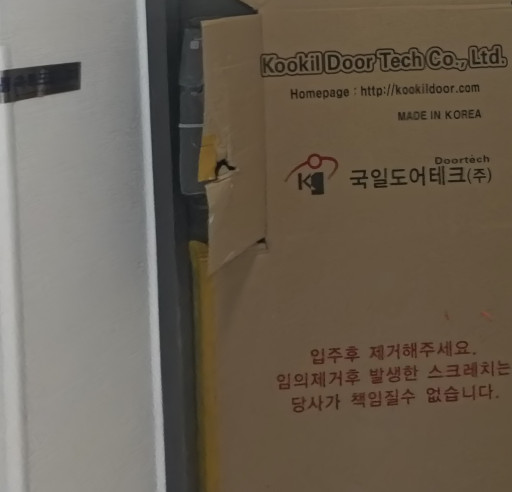 Kookil Door Tech Co., Ltd.
Homepage : http://kookildoor.com
MADE IN KOREA
Doortech
국일도어테크(주)
입주후 제거해주세요.
임의제거후 발생한 스크레치는
당사가 책임질수 없습니다.